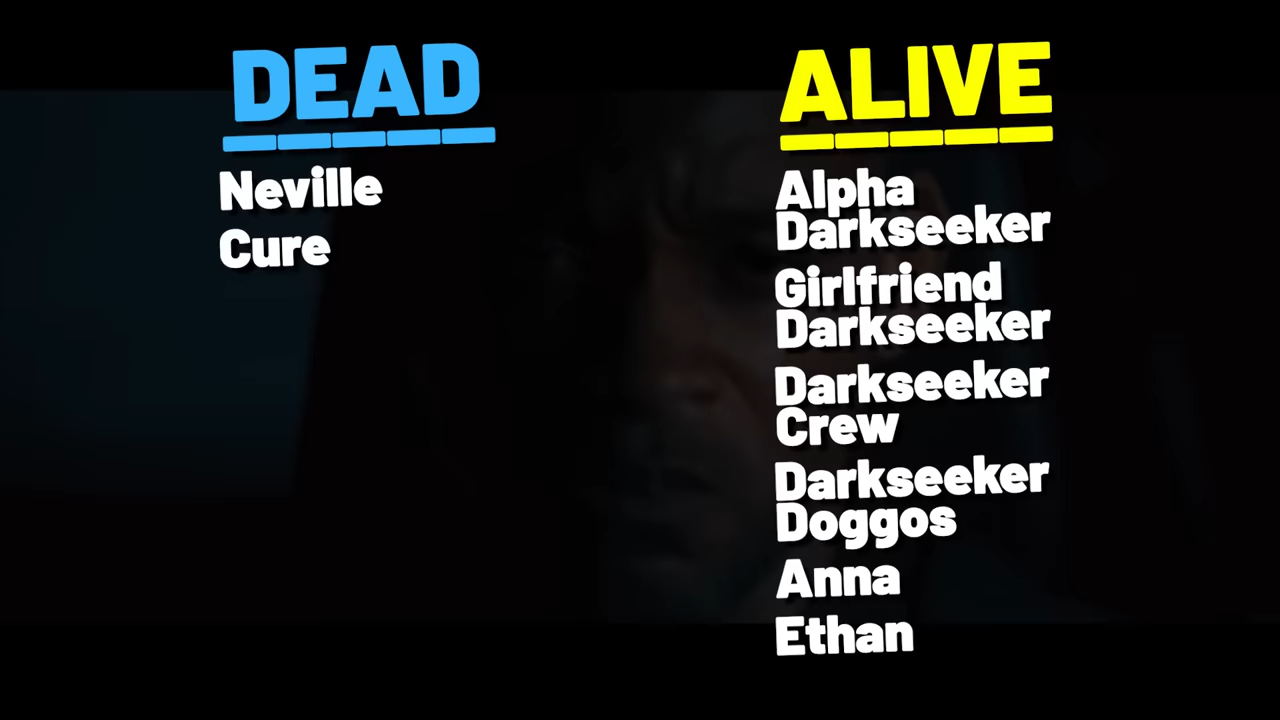 DEAD
Neville
Cure
ALIVE
Alpha
Darkseeker
Girlfriend
Darkseeker
Darkseeker
Crew
Darkseeker
Doggos
Anna
Ethan